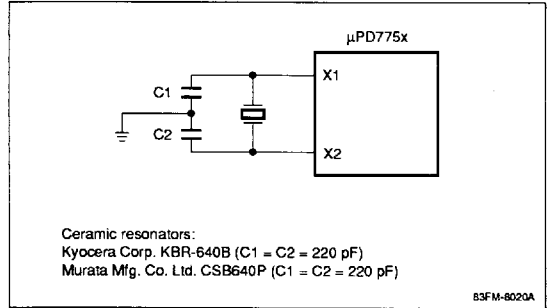 μPD775x
X1
C1
C2
X2
Ceramic resonators:
Kyocera Corp. KBR-640B (C1 = C2 = 220 pF)
Murata Mfg. Co. Ltd. CSB640P (C1 = C2 = 220 pF)
83FM-8020A